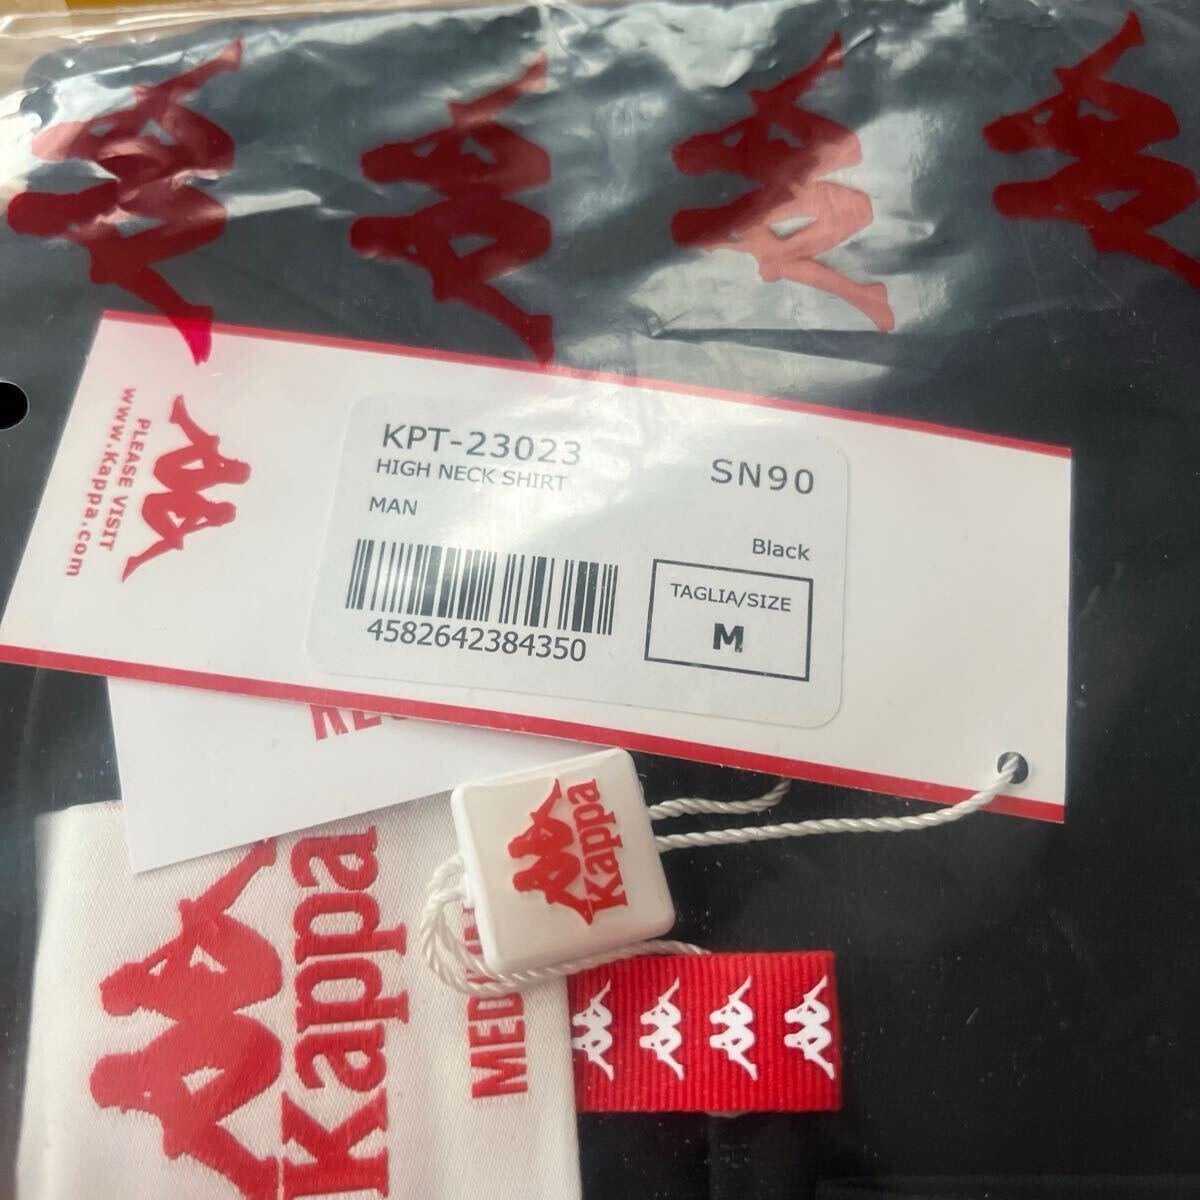 KPT-23023
HIGH NECK SHIRT
SN90
MAN
Black
TAGLIA/SIZE
M
4582642384350
PLEASE VISIT
www.Kappa.com
Kappa
Kappa